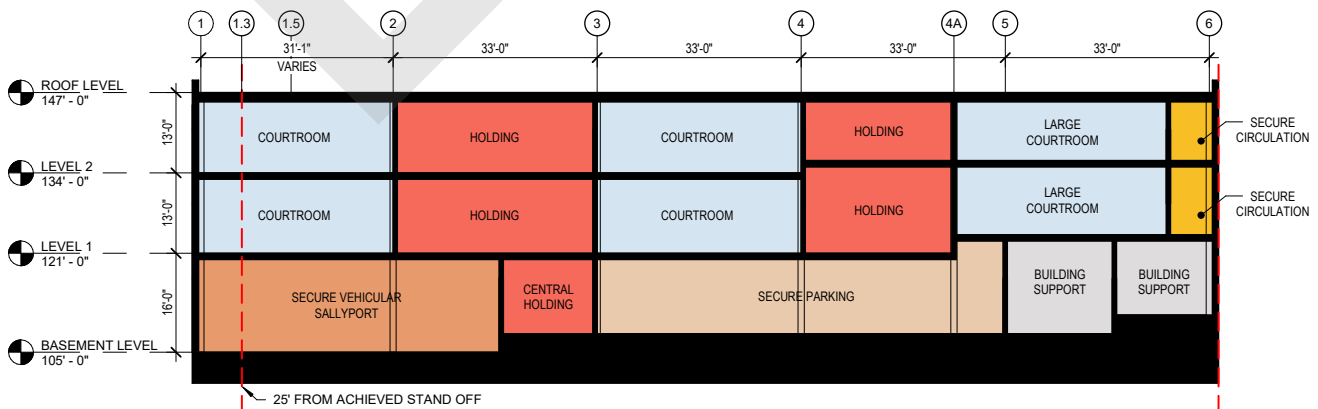 1
1.3
1.5
2
3
4
4A
5
6
31'-1"
VARIES
33'-0"
33'-0"
33'-0"
33'-0"
ROOF LEVEL
147' - 0"
13'-0"
COURTROOM
HOLDING
COURTROOM
HOLDING
LARGE
COURTROOM
SECURE
CIRCULATION
LEVEL 2
134' - 0"
13'-0"
COURTROOM
HOLDING
COURTROOM
HOLDING
LARGE
COURTROOM
SECURE
CIRCULATION
LEVEL 1
121' - 0"
16'-0"
SECURE VEHICULAR
SALLYPORT
CENTRAL
HOLDING
SECURE PARKING
BUILDING
SUPPORT
BUILDING
SUPPORT
BASEMENT LEVEL
105' - 0"
25' FROM ACHIEVED STAND OFF